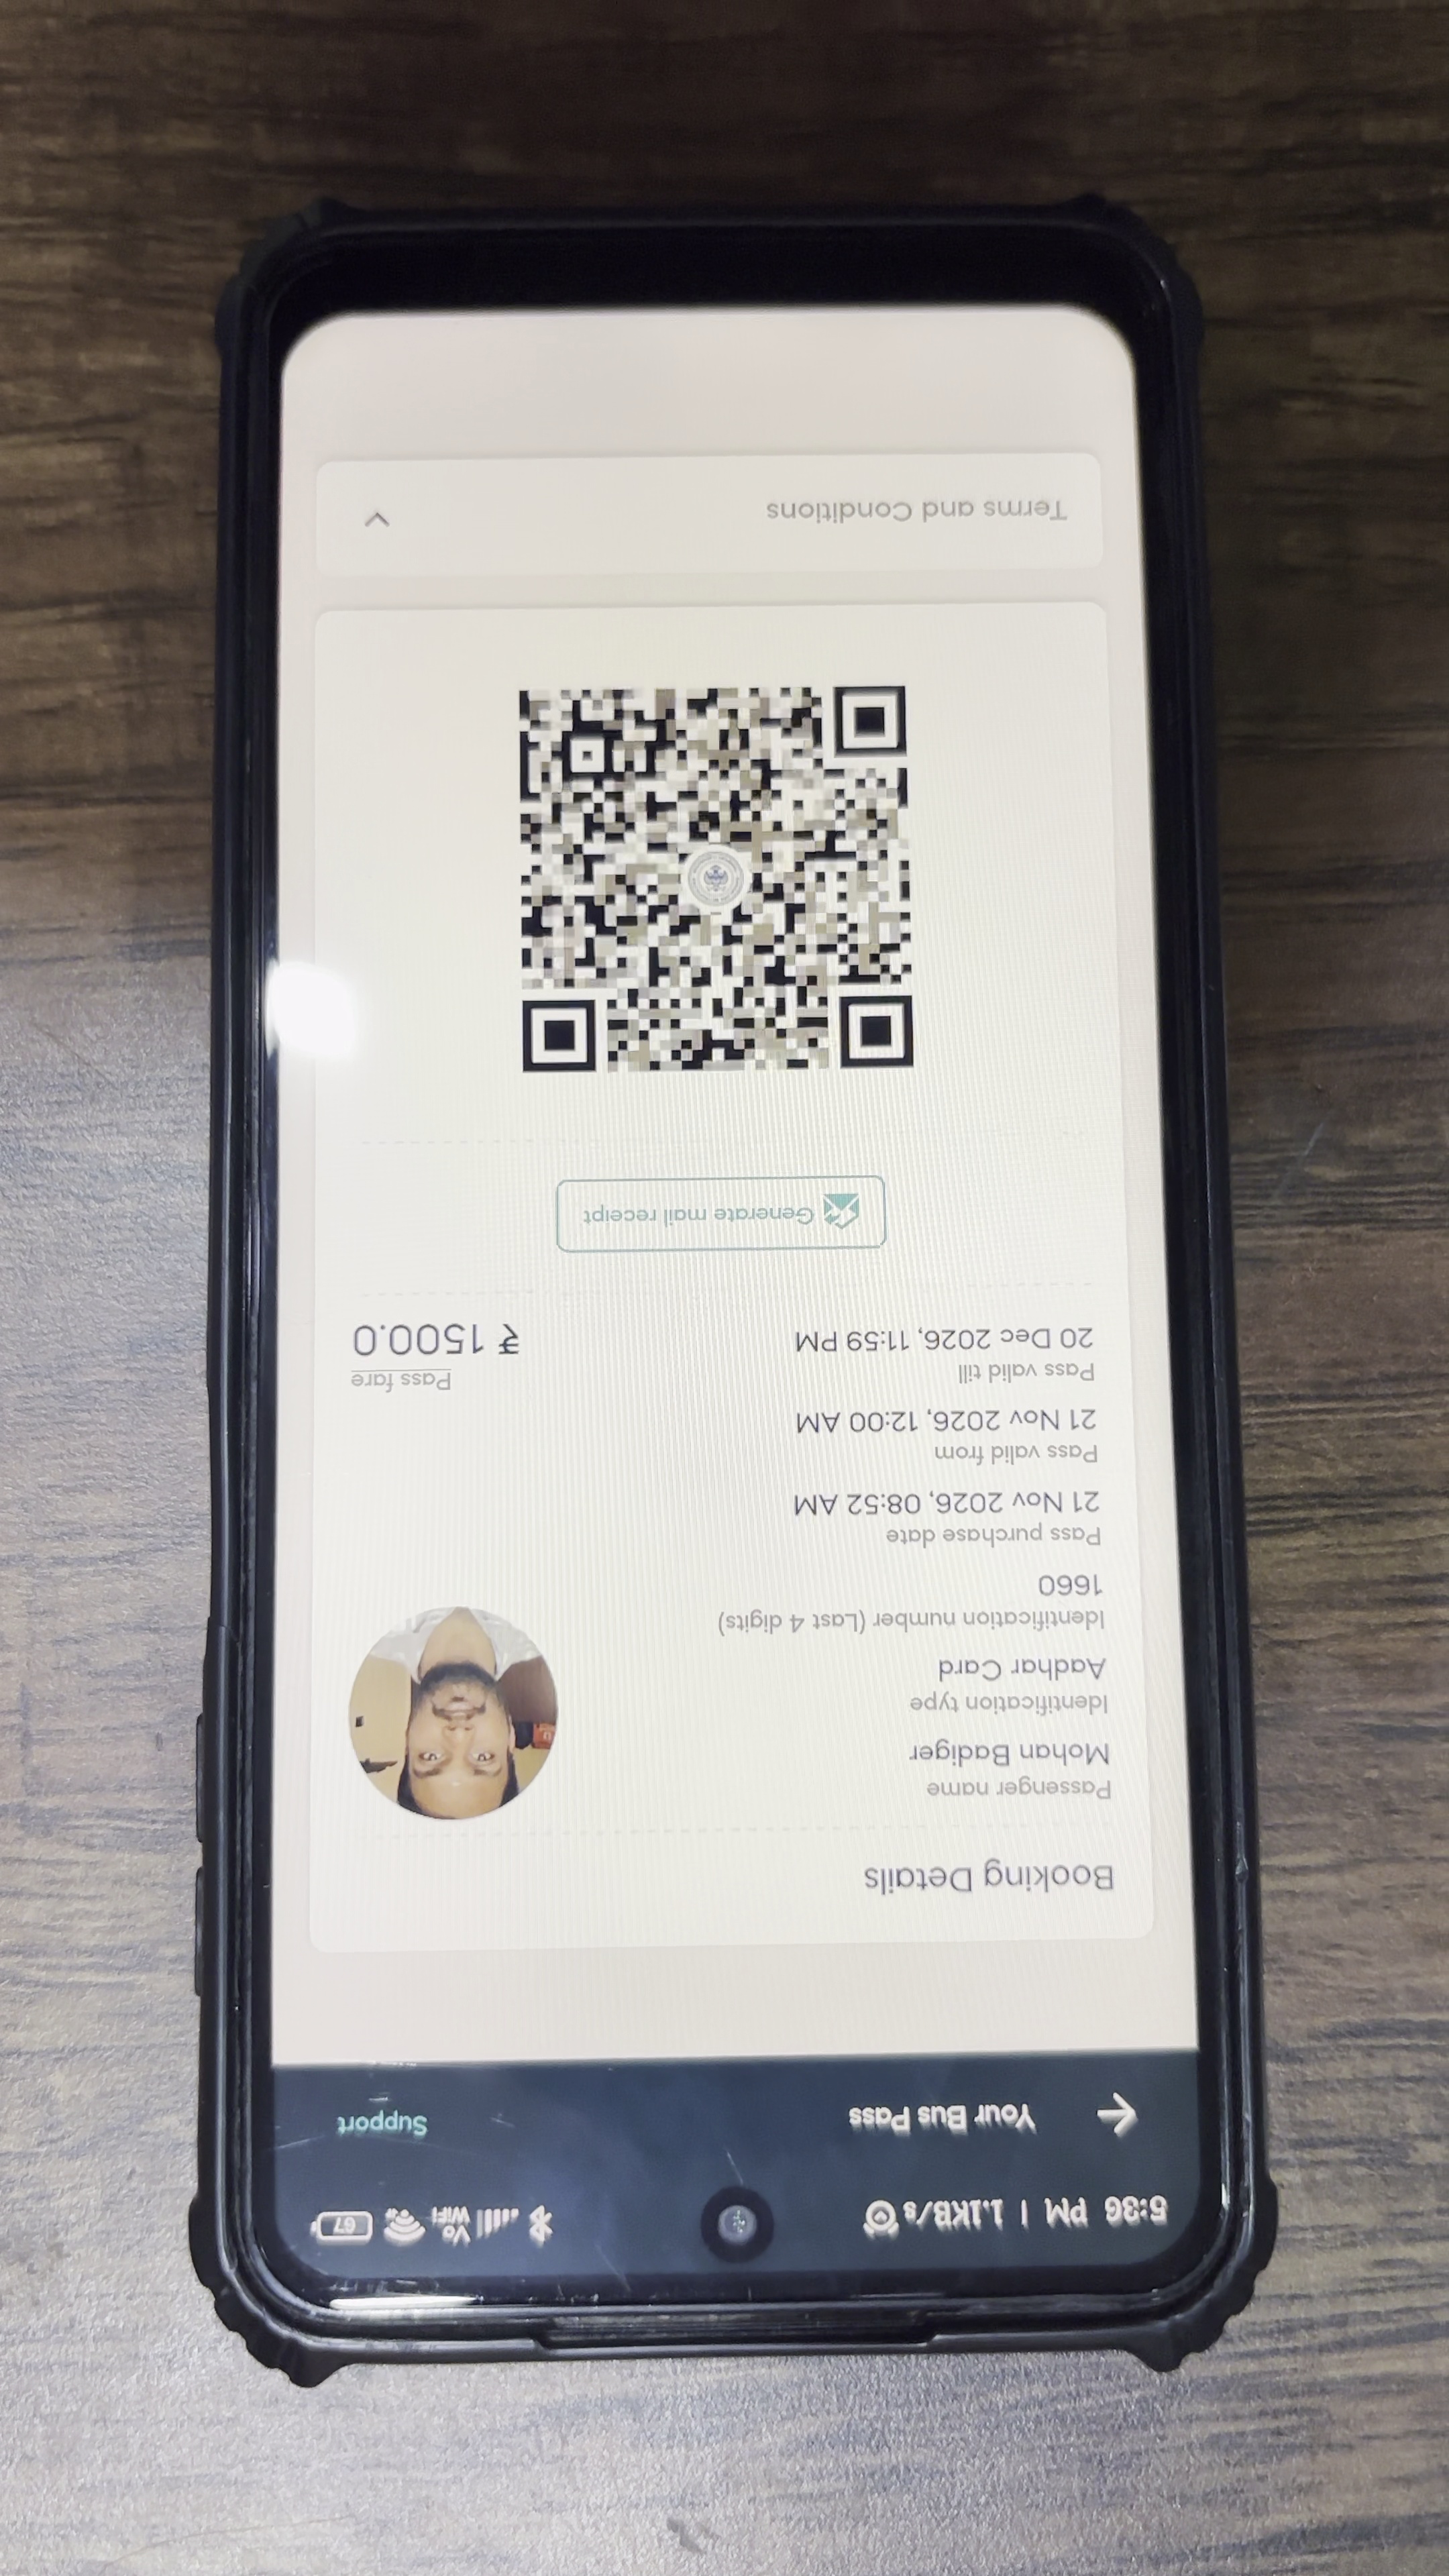 5:36 PM | 1.1KB/s
Vo
WiFi
67
Your Bus Pass
Support
Booking Details
Passenger name
Mohan Badiger
Identification type
Aadhar Card
Identification number (Last 4 digits)
1660
Pass purchase date
21 Nov 2026, 08:52 AM
Pass valid from
21 Nov 2026, 12:00 AM
Pass valid till
20 Dec 2026, 11:59 PM
Pass fare
₹ 1500.0
Generate mail receipt
Terms and Conditions